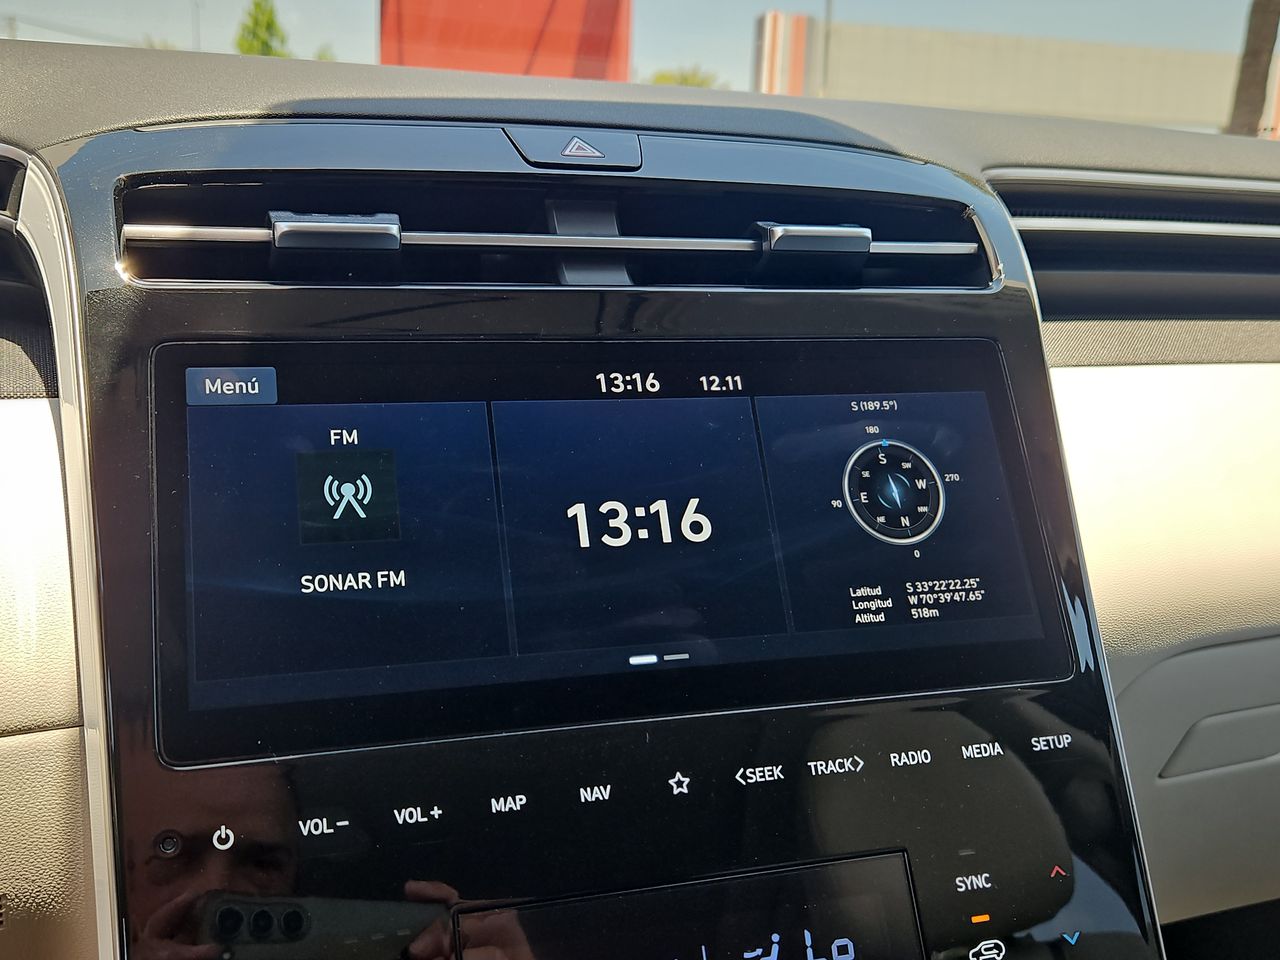 Menú
13:16 12.11
FM
SONAR FM
13:16
S (189.5°)
180
S
SE SW
90 E W 270
NE NW
N
0
Latitud S 33°22'22.25"
Longitud W 70°39'47.65"
Altitud 518m
VOL− VOL+ MAP NAV <SEEK TRACK> RADIO MEDIA SETUP
SYNC
Lo